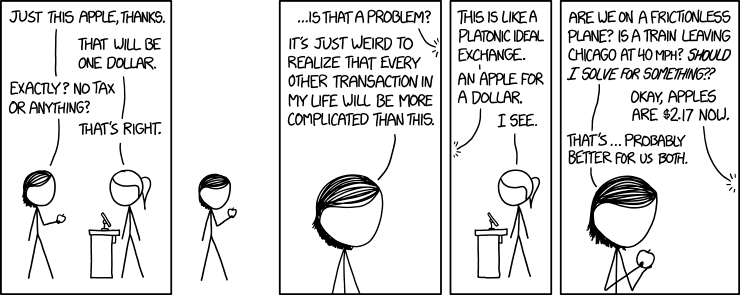 JUST THIS APPLE, THANKS.
THAT WILL BE
ONE DOLLAR.
EXACTLY? NO TAX
OR ANYTHING?
THAT'S RIGHT.
...IS THAT A PROBLEM?
IT'S JUST WEIRD TO
REALIZE THAT EVERY
OTHER TRANSACTION IN
MY LIFE WILL BE MORE
COMPLICATED THAN THIS.
THIS IS LIKE A
PLATONIC IDEAL
EXCHANGE.
AN APPLE FOR
A DOLLAR.
I SEE.
ARE WE ON A FRICTIONLESS
PLANE? IS A TRAIN LEAVING
CHICAGO AT 40 MPH? SHOULD
I SOLVE FOR SOMETHING??
OKAY, APPLES
ARE $2.17 NOW.
THAT'S... PROBABLY
BETTER FOR US BOTH.